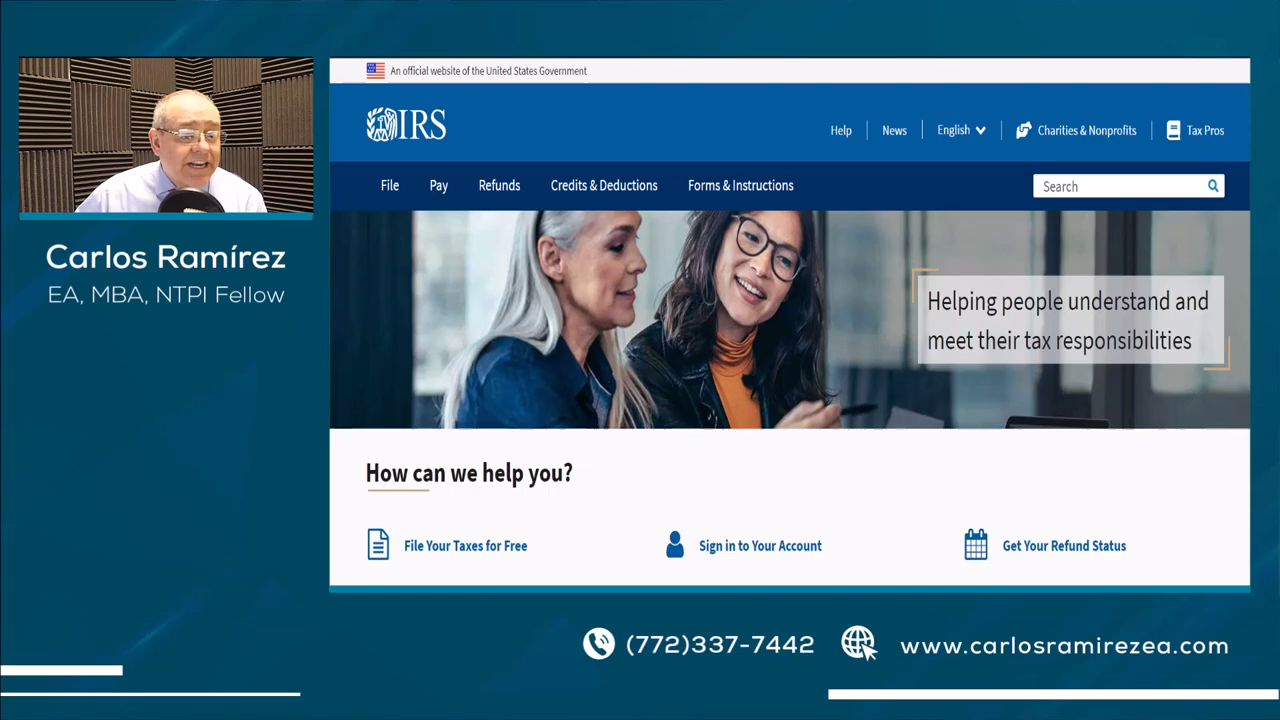 An official website of the United States Government
IRS
Help
News
English
Charities & Nonprofits
Tax Pros
File
Pay
Refunds
Credits & Deductions
Forms & Instructions
Search
Helping people understand and
meet their tax responsibilities
Carlos Ramírez
EA, MBA, NTPI Fellow
How can we help you?
File Your Taxes for Free
Sign in to Your Account
Get Your Refund Status
(772)337-7442
www.carlosramirezea.com